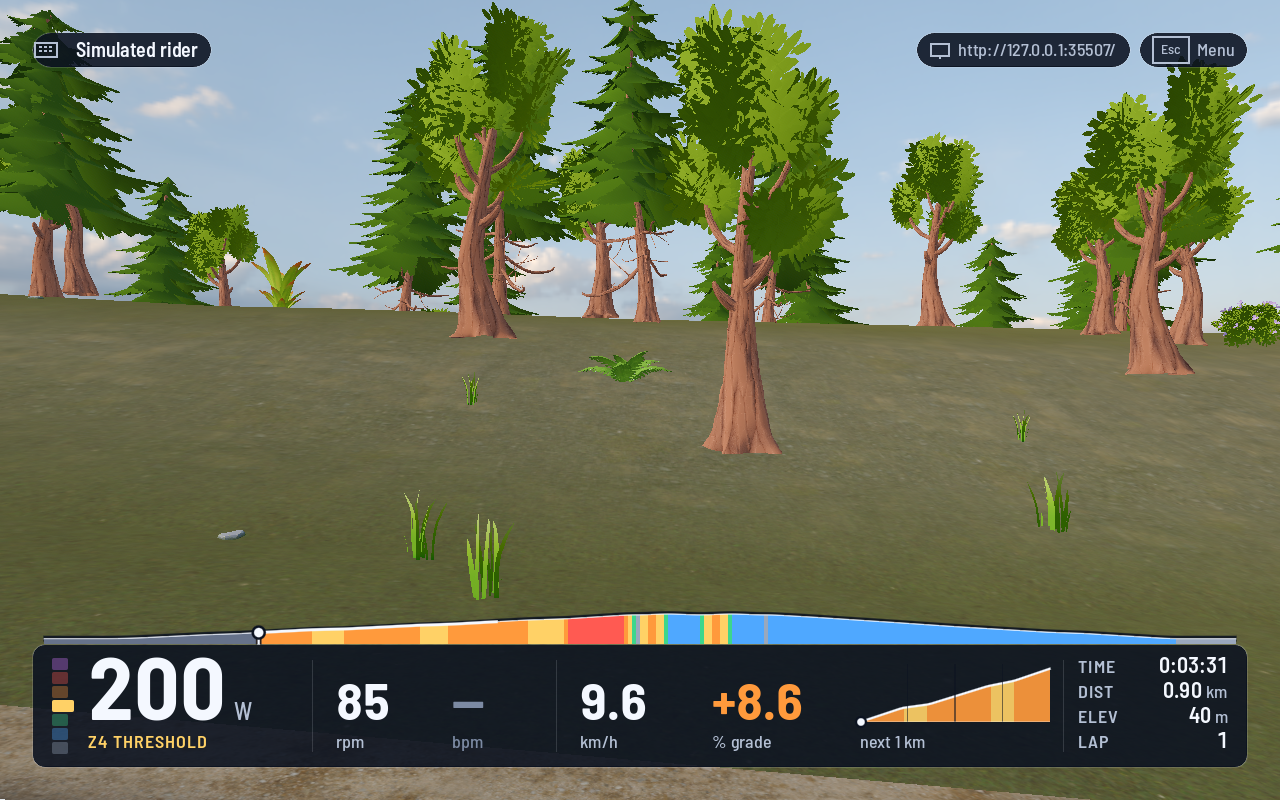 Simulated rider
http://127.0.0.1:35507/
Esc Menu
200 W
Z4 THRESHOLD
85
rpm
—
bpm
9.6
km/h
+8.6
% grade
next 1 km
TIME 0:03:31
DIST 0.90 km
ELEV 40 m
LAP 1